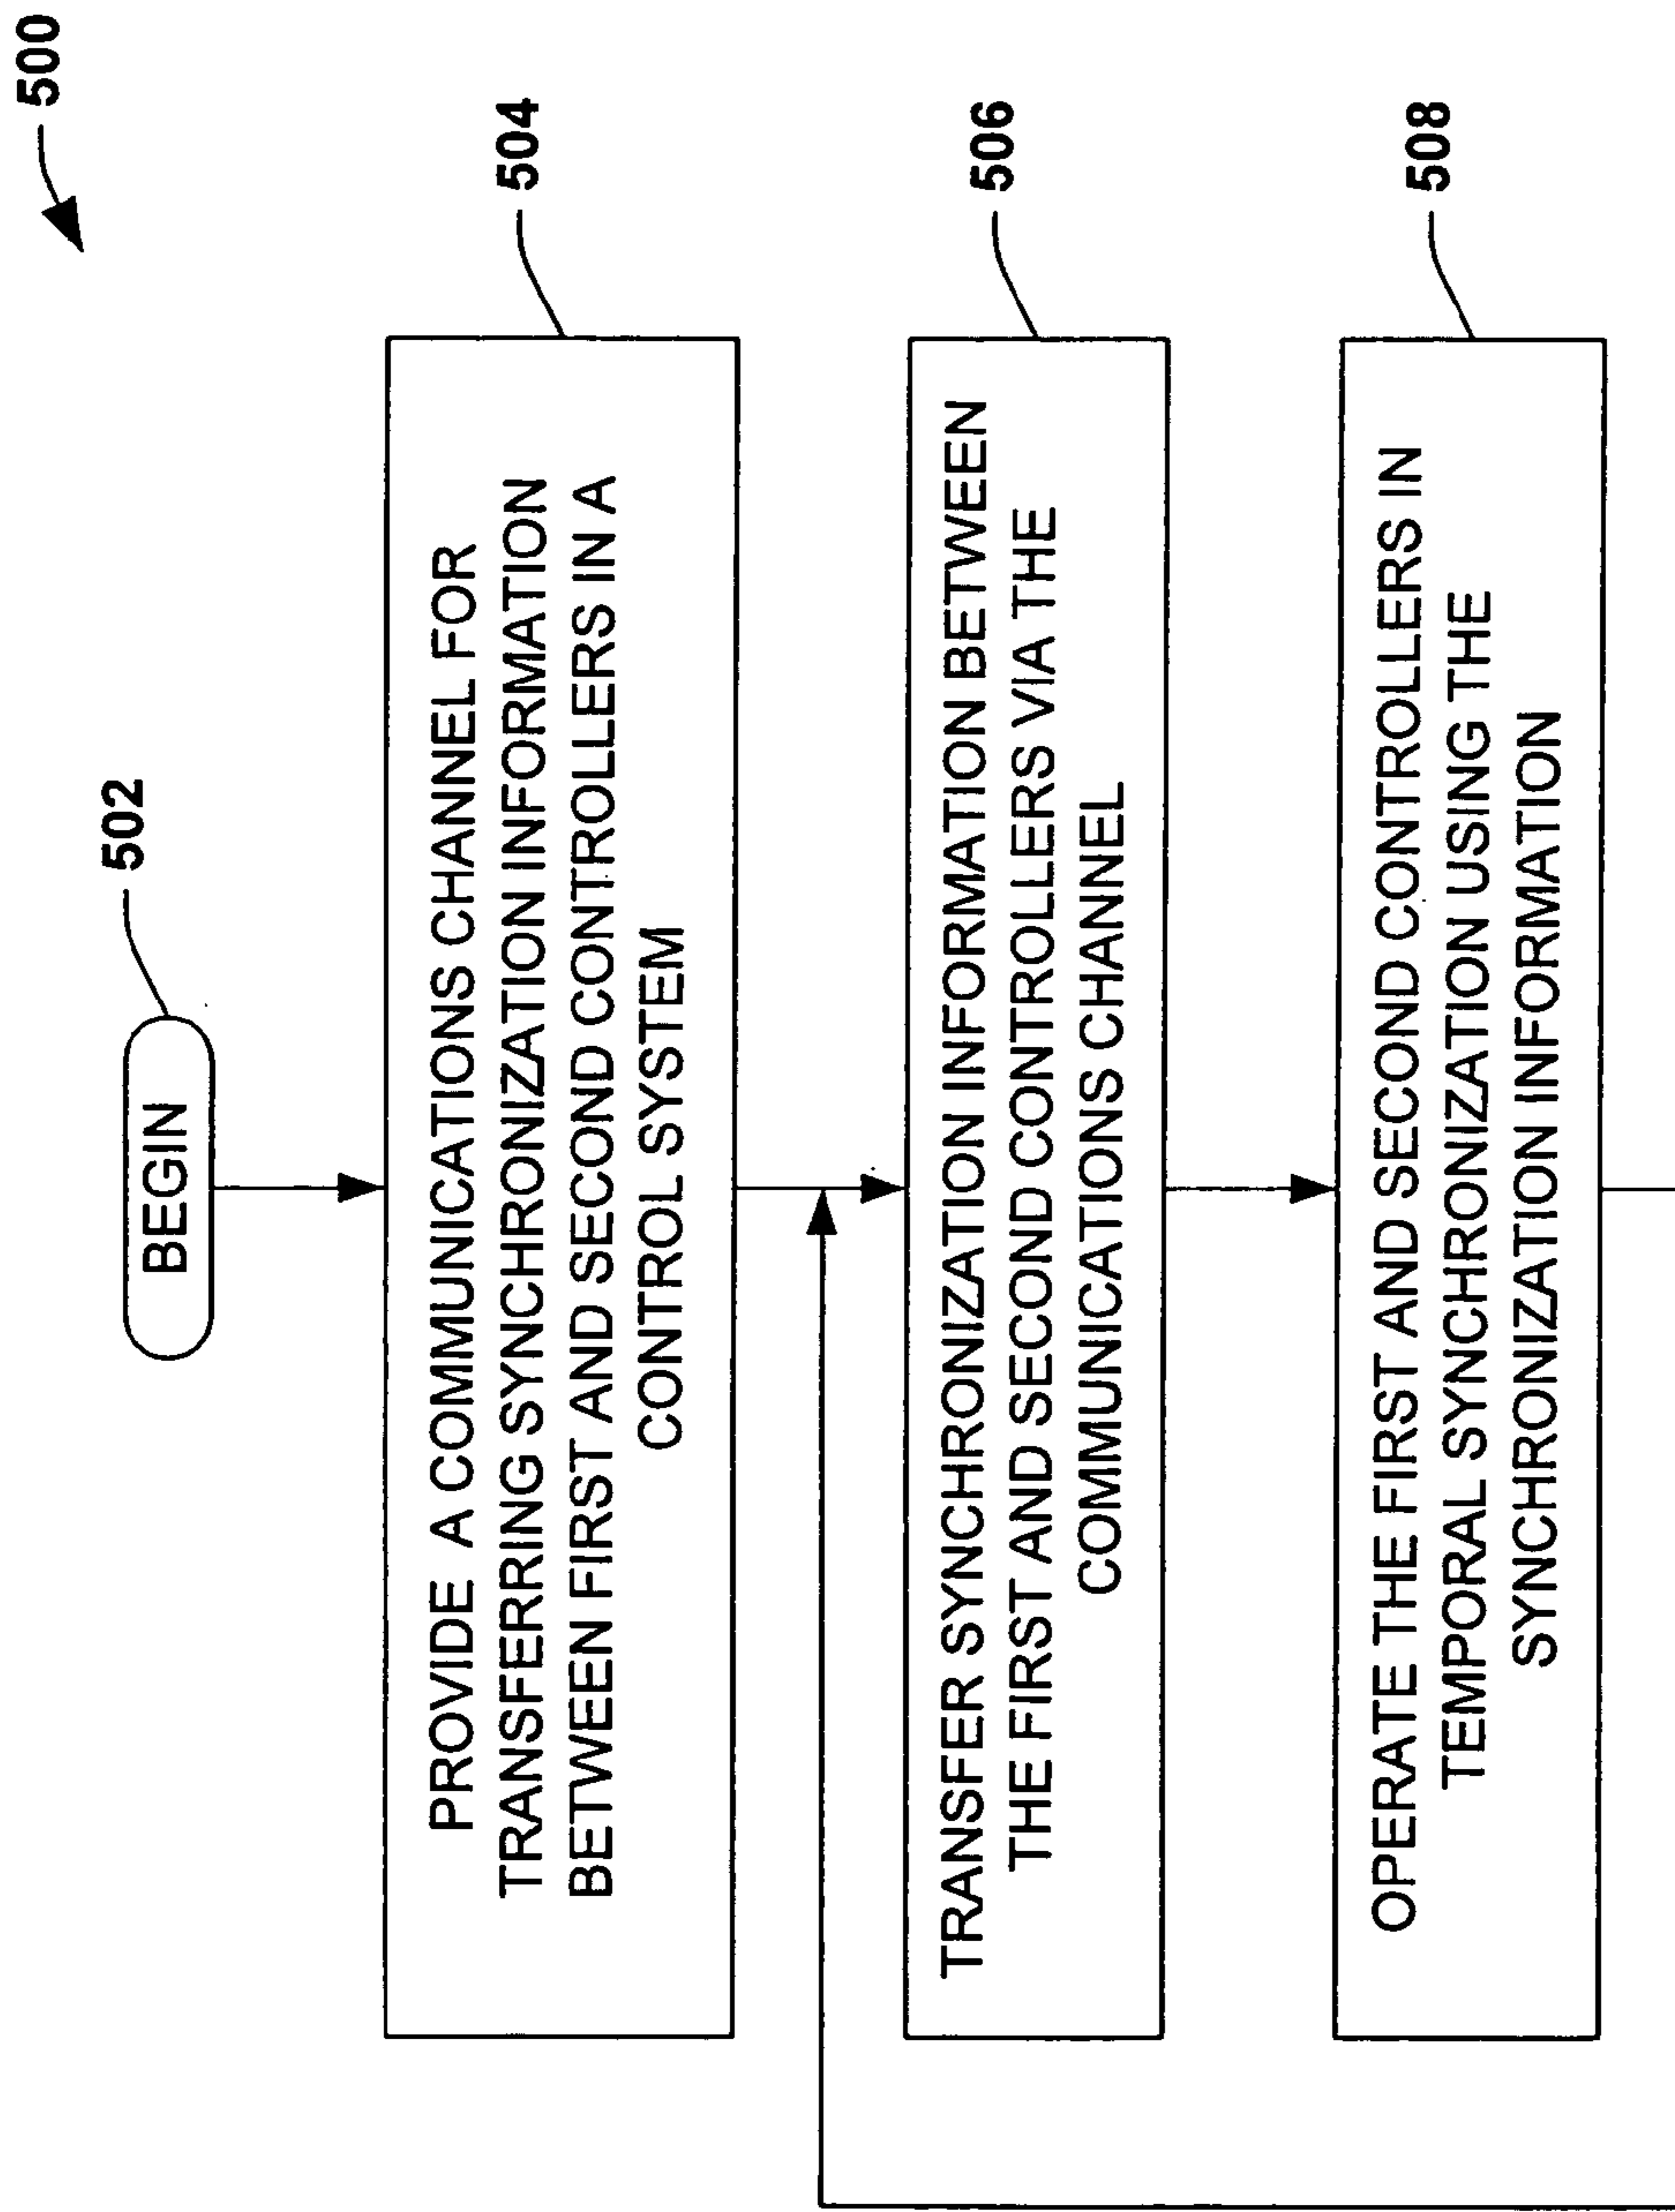 500
502
BEGIN
504
PROVIDE A COMMUNICATIONS CHANNEL FOR
TRANSFERRING SYNCHRONIZATION INFORMATION
BETWEEN FIRST AND SECOND CONTROLLERS IN A
CONTROL SYSTEM
506
TRANSFER SYNCHRONIZATION INFORMATION BETWEEN
THE FIRST AND SECOND CONTROLLERS VIA THE
COMMUNICATIONS CHANNEL
508
OPERATE THE FIRST AND SECOND CONTROLLERS IN
TEMPORAL SYNCHRONIZATION USING THE
SYNCHRONIZATION INFORMATION